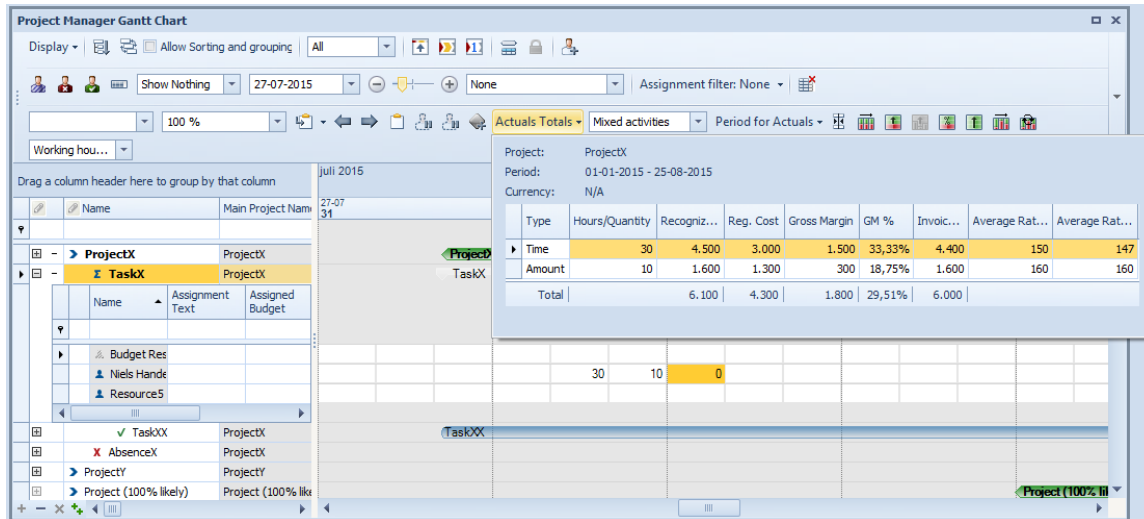 Project Manager Gantt Chart
Display Allow Sorting and grouping All
Show Nothing 27-07-2015 None Assignment filter: None
100 % Actuals Totals Mixed activities Period for Actuals
Working hou...
Drag a column header here to group by that column
juli 2015
Name Main Project Nam
27-07
31
ProjectX ProjectX ProjectX
Σ TaskX ProjectX TaskX
Name Assignment Text Assigned Budget
Budget Res
Niels Hande 30 10 0
Resource5
TaskXX ProjectX TaskXX
X AbsenceX ProjectX
ProjectY ProjectY
Project (100% likely) Project (100% like Project (100% li
Project: ProjectX
Period: 01-01-2015 - 25-08-2015
Currency: N/A
Type Hours/Quantity Recogniz... Reg. Cost Gross Margin GM % Invoic... Average Rat... Average Rat...
Time 30 4.500 3.000 1.500 33,33% 4.400 150 147
Amount 10 1.600 1.300 300 18,75% 1.600 160 160
Total 6.100 4.300 1.800 29,51% 6.000